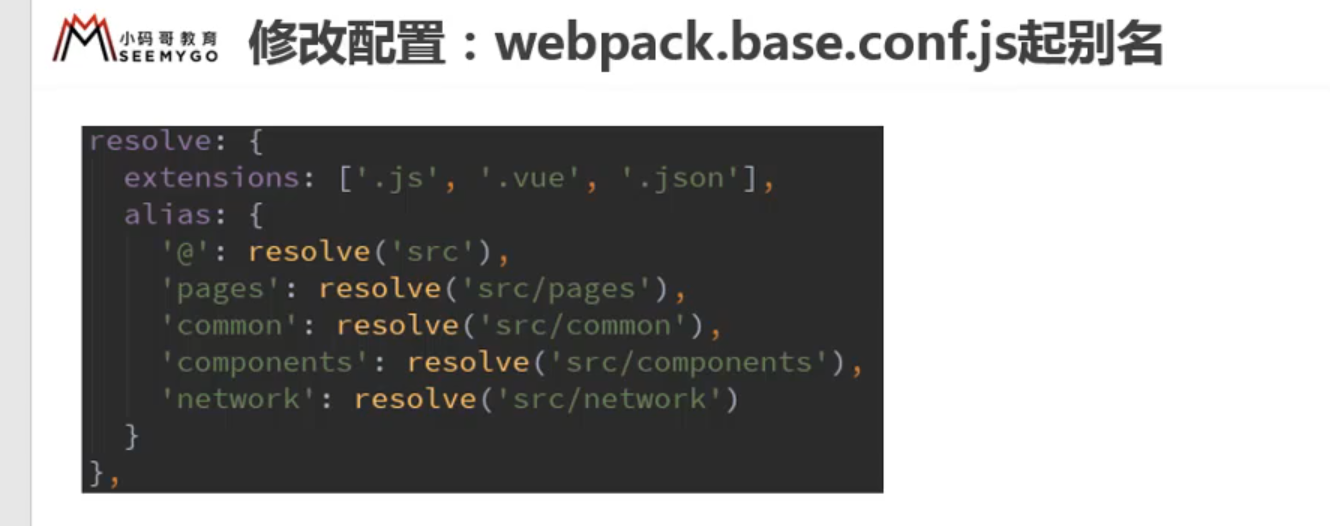 小码哥教育
SEEMYGO
修改配置：webpack.base.conf.js起别名
resolve: {
  extensions: ['.js', '.vue', '.json'],
  alias: {
    '@': resolve('src'),
    'pages': resolve('src/pages'),
    'common': resolve('src/common'),
    'components': resolve('src/components'),
    'network': resolve('src/network')
  }
},